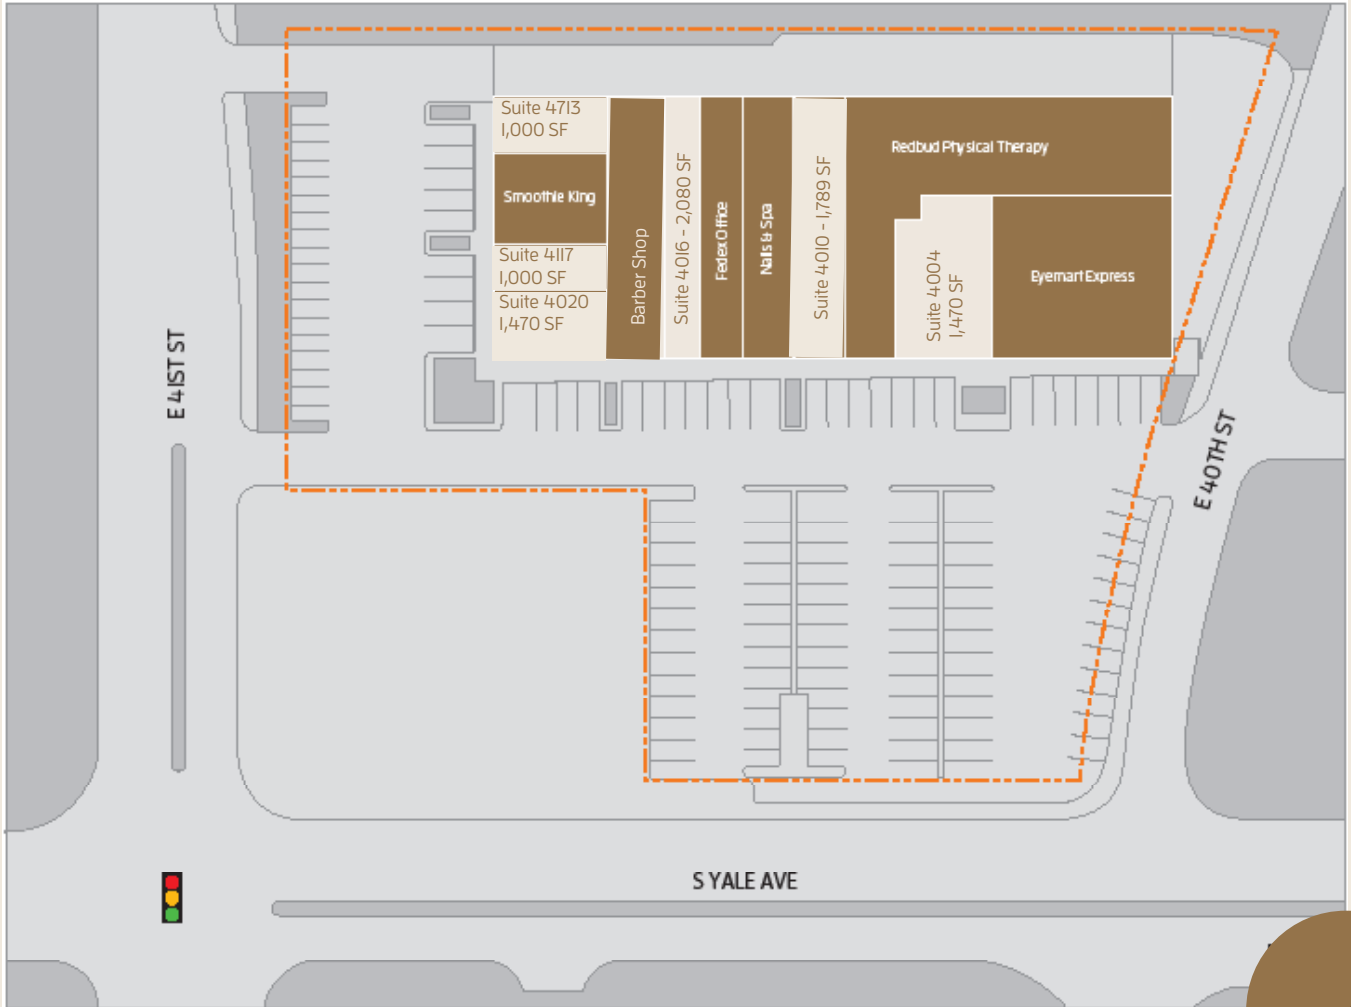 Suite 4713
1,000 SF
Smoothie King
Suite 4117
1,000 SF
Suite 4020
1,470 SF
Barber Shop
Suite 4016 - 2,080 SF
Fedex Office
Nails & Spa
Suite 4010 - 1,789 SF
Redbud Physical Therapy
Suite 4004
1,470 SF
Eyemart Express
E 41ST ST
E 40TH ST
S YALE AVE